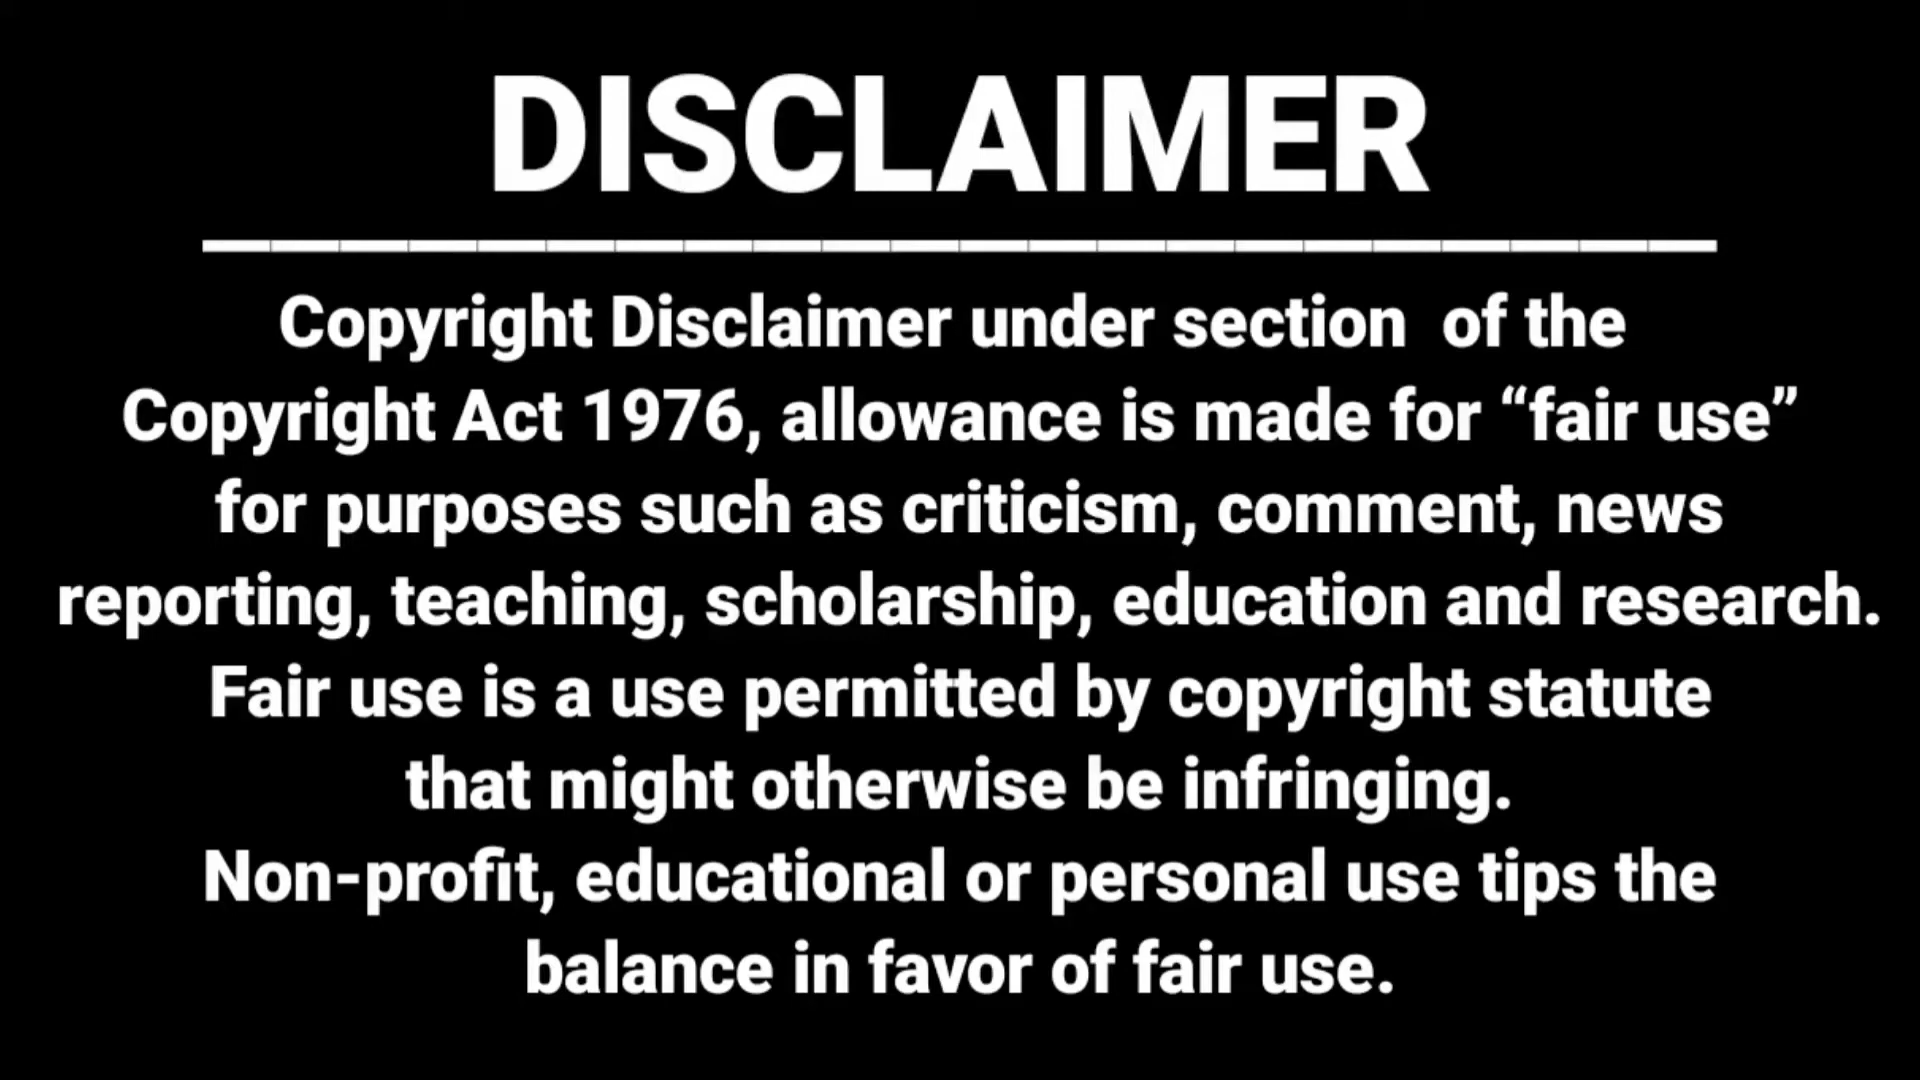 DISCLAIMER
Copyright Disclaimer under section  of the
Copyright Act 1976, allowance is made for “fair use”
for purposes such as criticism, comment, news
reporting, teaching, scholarship, education and research.
Fair use is a use permitted by copyright statute
that might otherwise be infringing.
Non-profit, educational or personal use tips the
balance in favor of fair use.